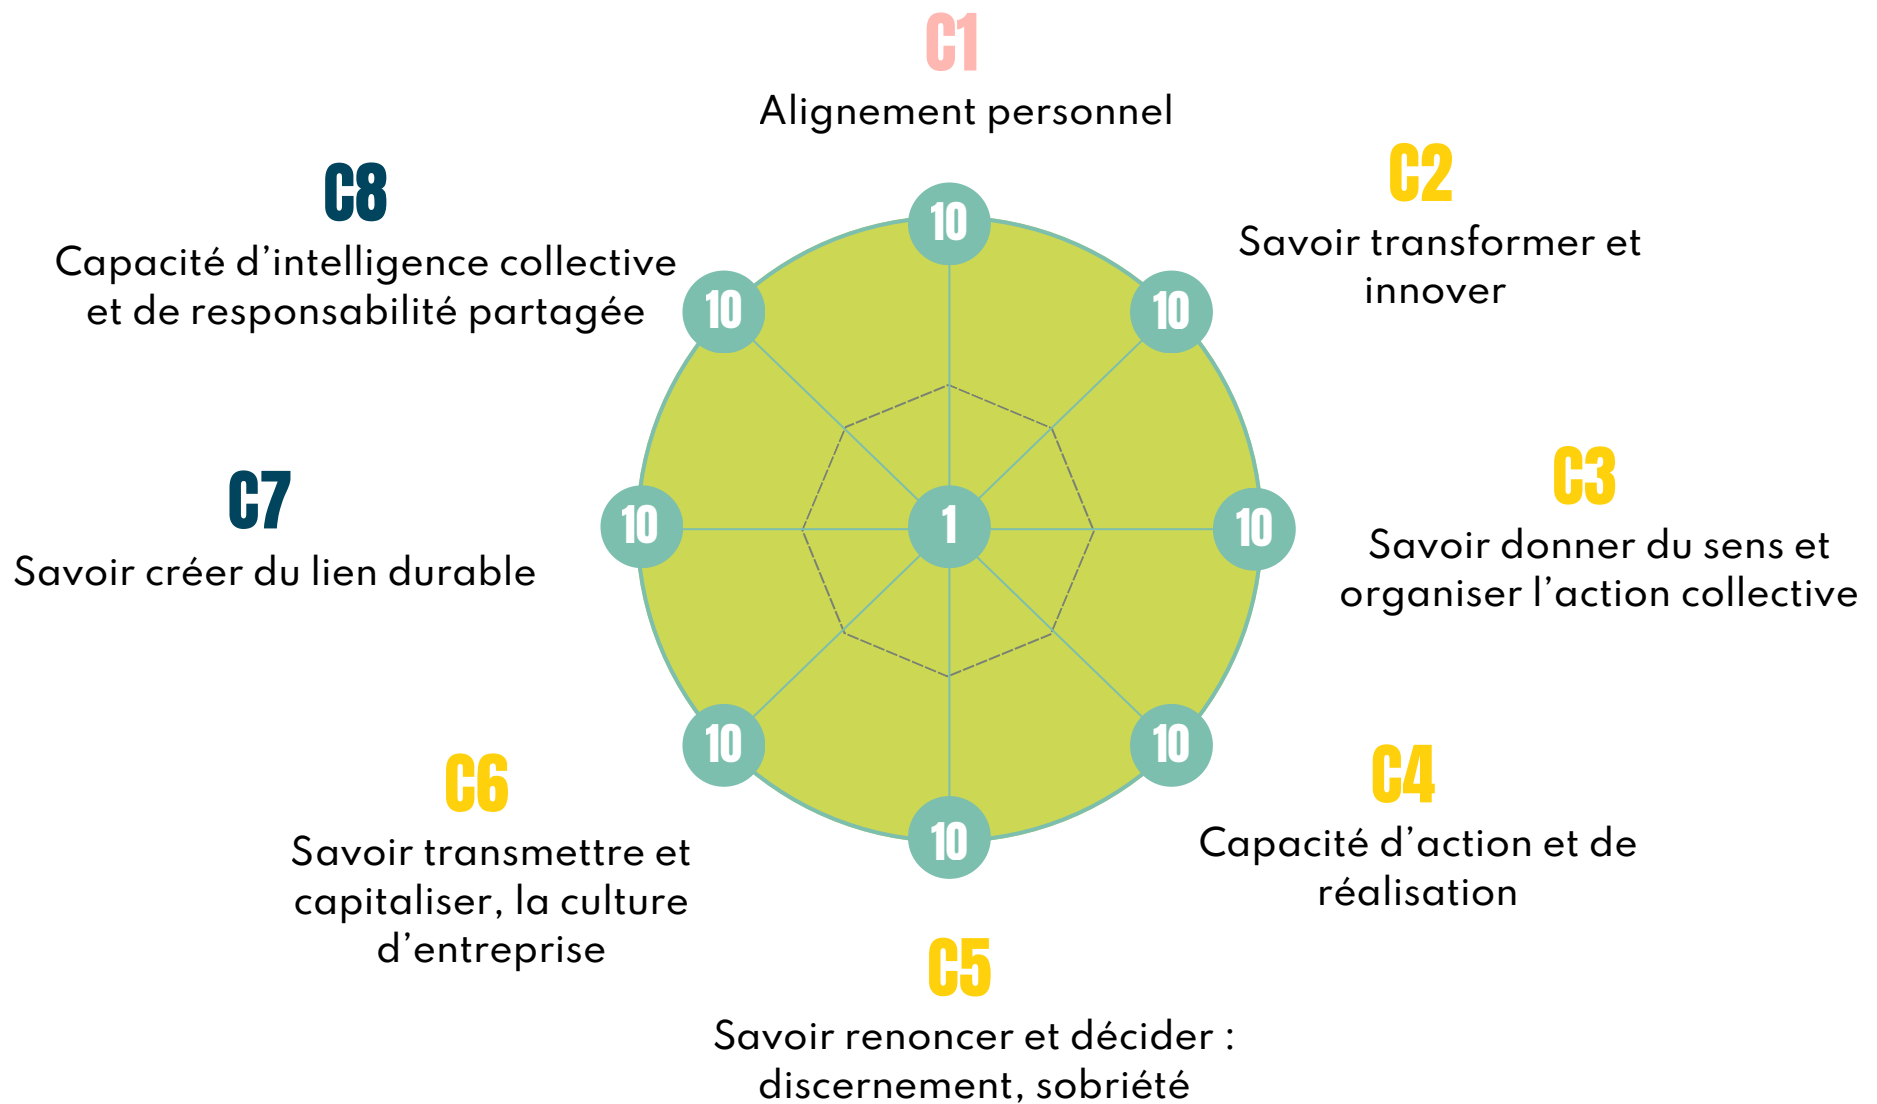 C1
Alignement personnel
C2
Savoir transformer et
innover
C3
Savoir donner du sens et
organiser l’action collective
C4
Capacité d’action et de
réalisation
C5
Savoir renoncer et décider :
discernement, sobriété
C6
Savoir transmettre et
capitaliser, la culture
d’entreprise
C7
Savoir créer du lien durable
C8
Capacité d’intelligence collective
et de responsabilité partagée
10
10
10
10
10
10
10
10
1